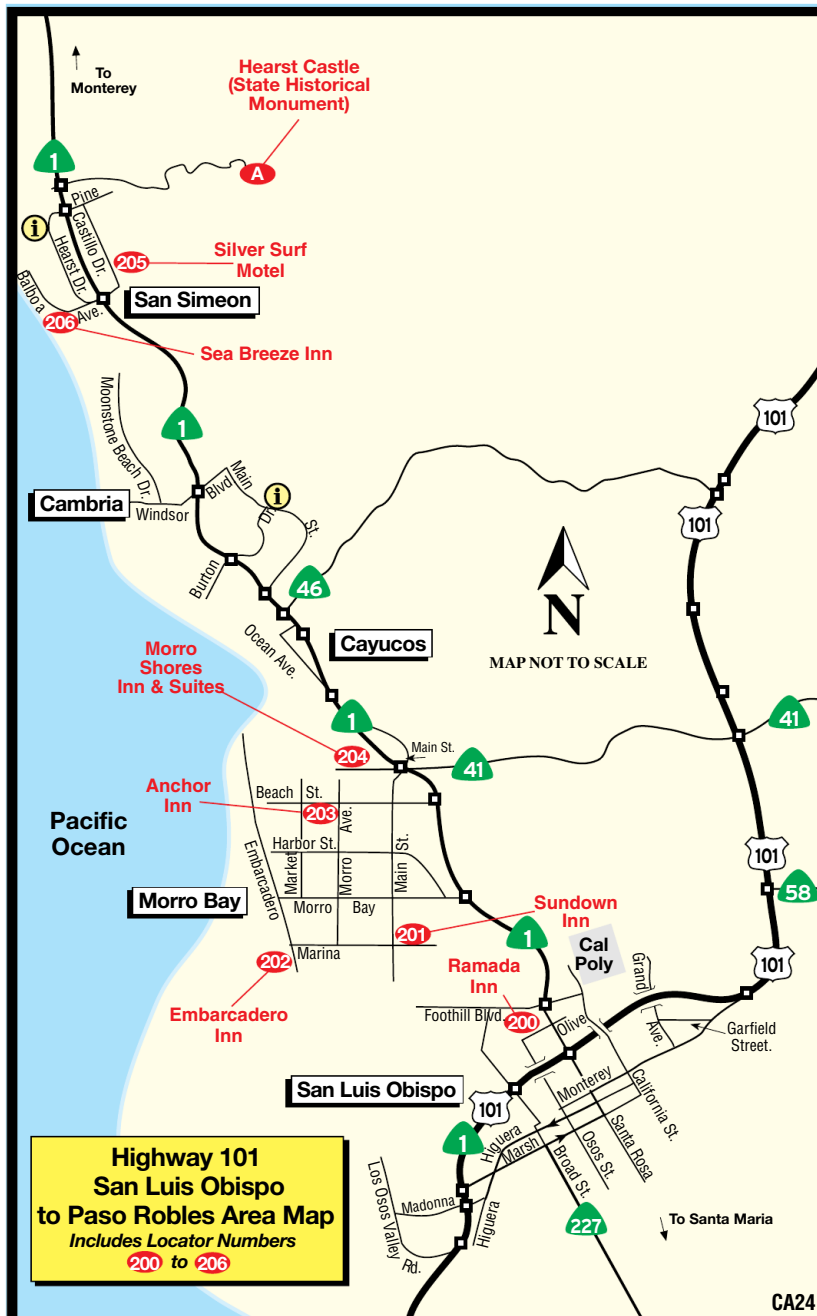 To
Monterey
Hearst Castle
(State Historical
Monument)
1
A
Pine
i
Castillo Dr.
Hearst Dr.
205
Silver Surf
Motel
Balboa
Ave.
San Simeon
206
Sea Breeze Inn
Moonstone Beach Dr.
1
101
Main
Blvd
Cambria
Windsor
i
Dr.
St.
101
Burton
46
N
MAP NOT TO SCALE
Ocean Ave.
Cayucos
Morro
Shores
Inn & Suites
1
204
Main St.
41
41
Anchor
Inn
Beach St.
203
Ave.
Pacific
Ocean
Harbor St.
Embarcadero
Market
Morro
Main St.
101
58
Morro Bay
Morro Bay
Sundown
Inn
201
1
Marina
202
Cal
Poly
101
Ramada
Inn
Grand
Embarcadero
Inn
Foothill Blvd.
200
Olive
Ave.
Garfield
Street.
San Luis Obispo
101
Monterey
California St.
1
Higuera
Marsh
Broad St.
Osos St.
Santa Rosa
Los Osos Valley
Rd.
Madonna
Higuera
227
To Santa Maria
Highway 101
San Luis Obispo
to Paso Robles Area Map
Includes Locator Numbers
200 to 206
CA24